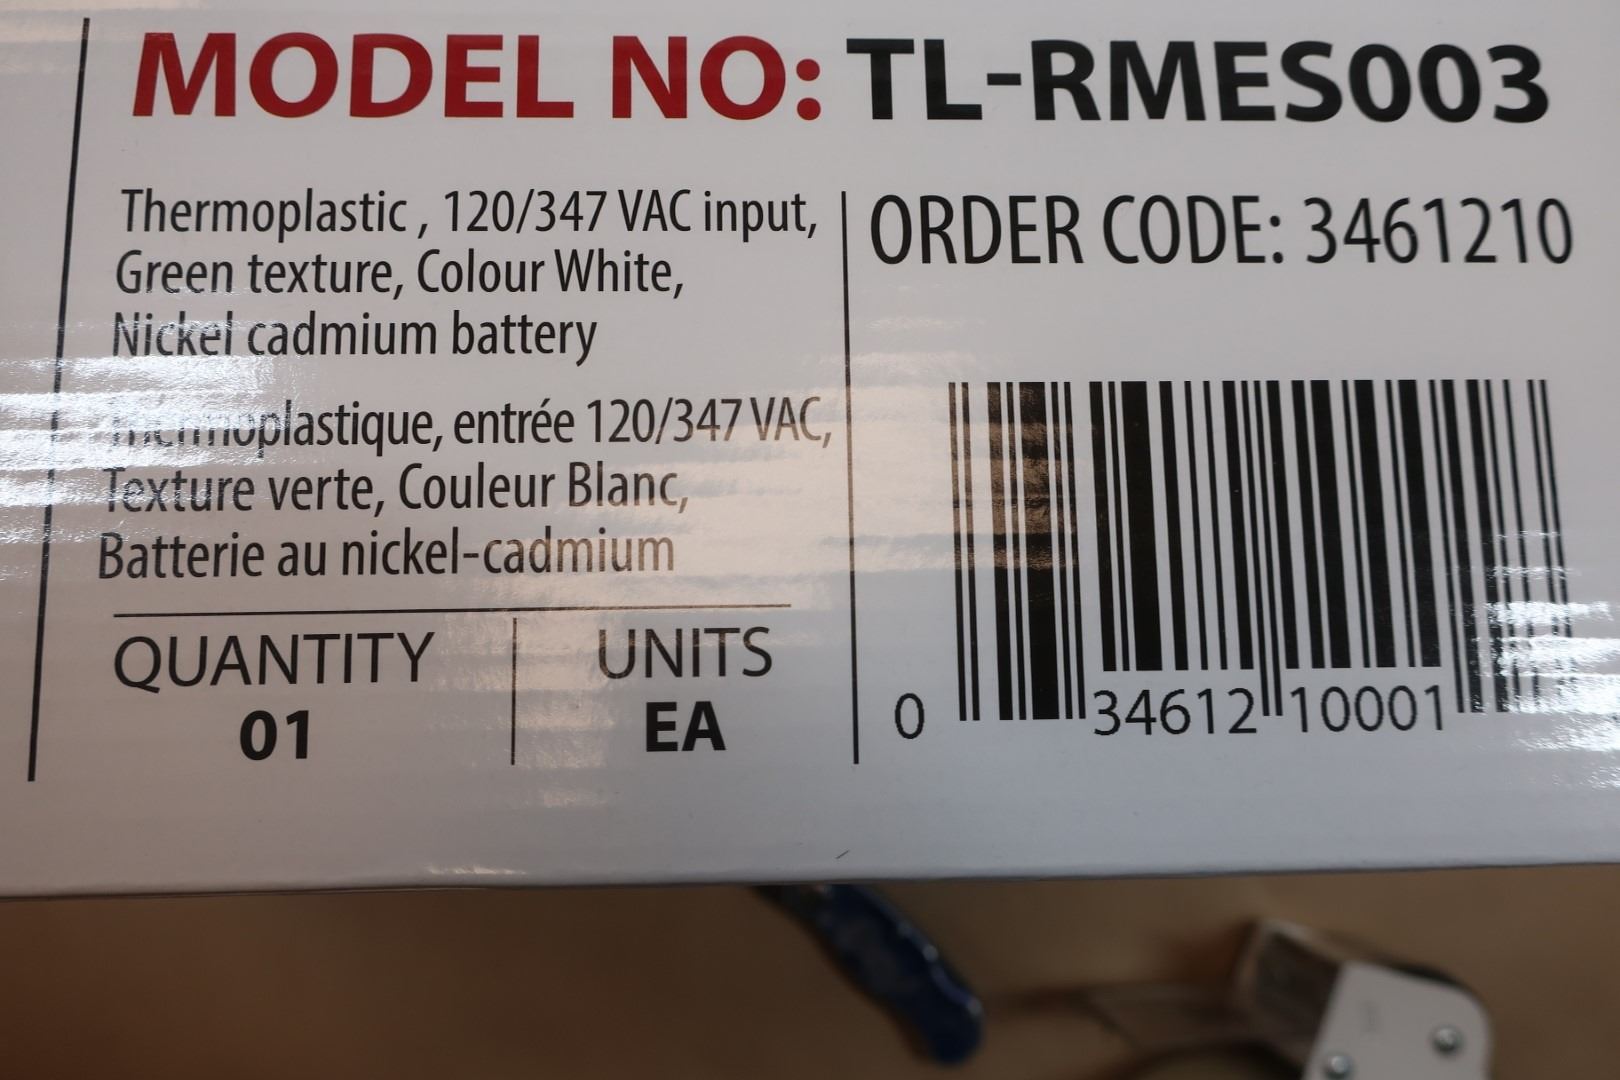 MODEL NO: TL-RMES003
Thermoplastic , 120/347 VAC input,
Green texture, Colour White,
Nickel cadmium battery
Thermoplastique, entrée 120/347 VAC,
Texture verte, Couleur Blanc,
Batterie au nickel-cadmium
QUANTITY
01
UNITS
EA
ORDER CODE: 3461210
0 34612 10001